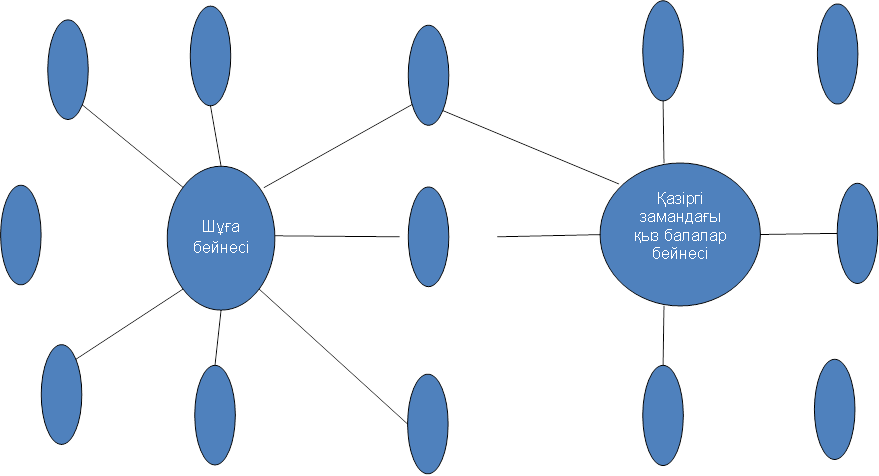 Шұға
бейнесі
Қазіргі
замандағы
қыз балалар
бейнесі